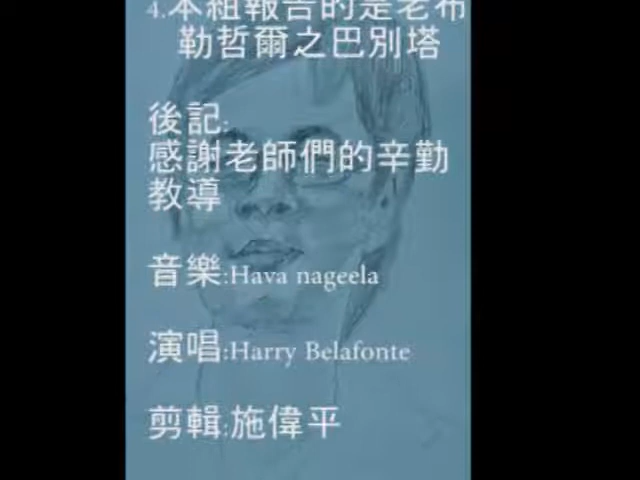 4.本組報告的是老布
勒哲爾之巴別塔
後記:
感謝老師們的辛勤
教導
音樂:Hava nageela
演唱:Harry Belafonte
剪輯:施偉平